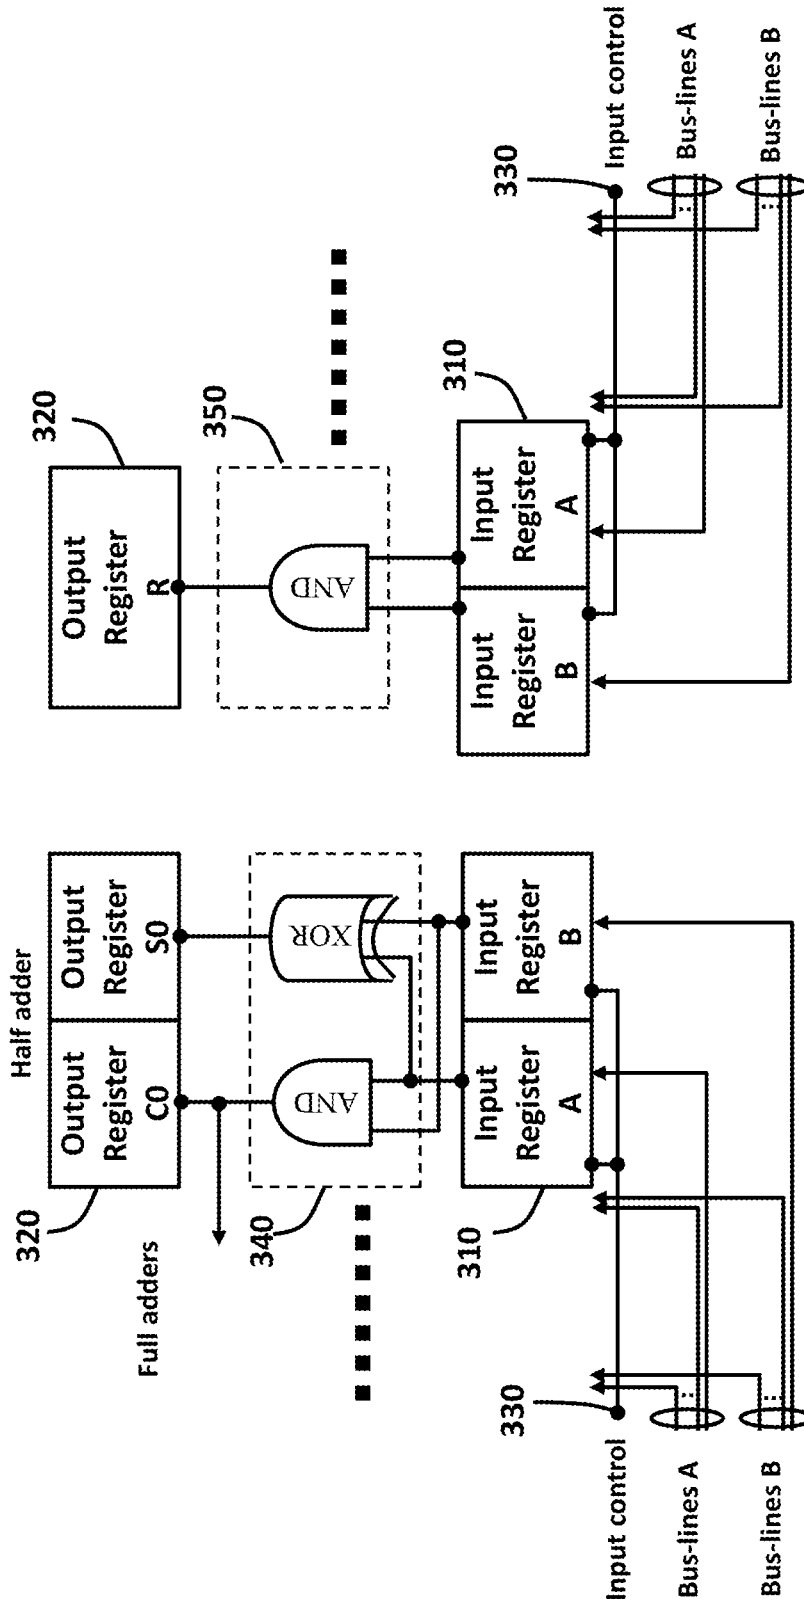 Half adder
Full adders
320
Output
Register
C0
Output
Register
S0
340
AND
XOR
310
Input
Register
A
Input
Register
B
330
Input control
Bus-lines A
Bus-lines B
320
Output
Register
R
350
AND
310
Input
Register
B
Input
Register
A
330
Input control
Bus-lines A
Bus-lines B